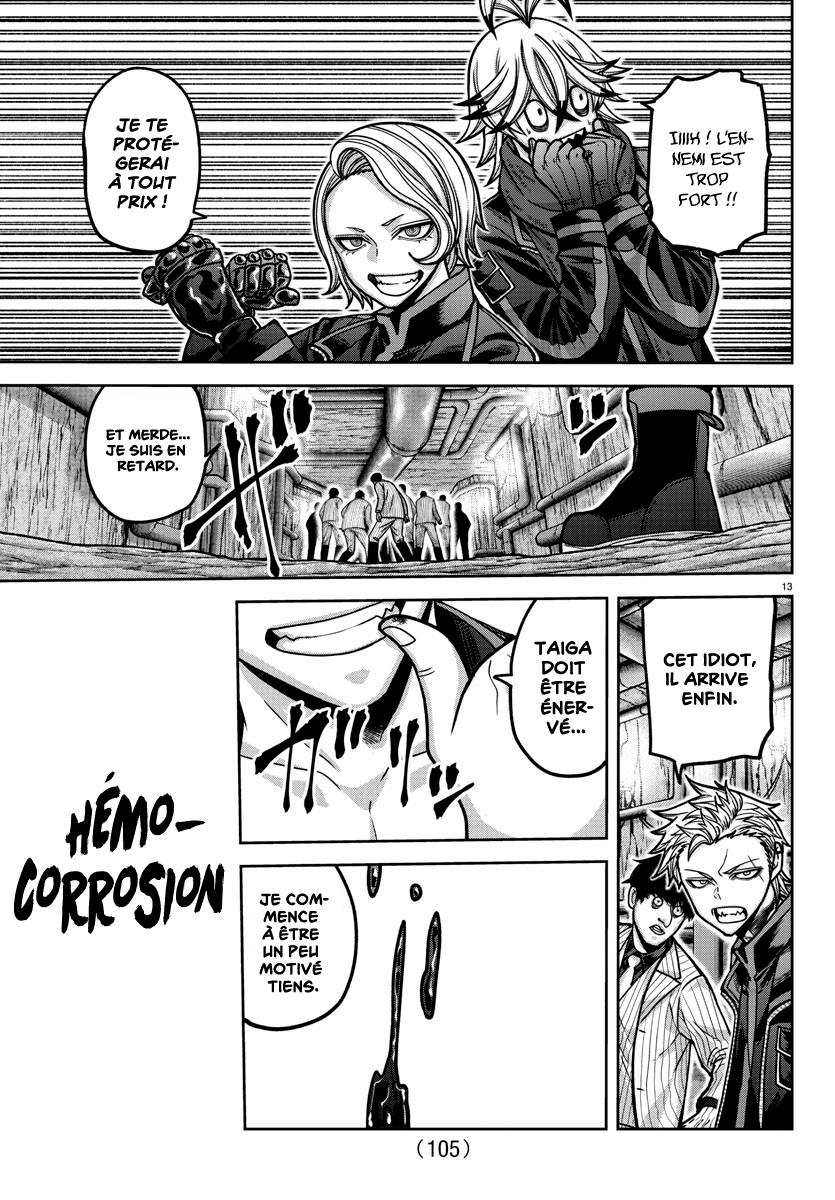 IIIIK ! L'EN-
NEMI EST
TROP
FORT !!
JE TE
PROTÉ-
GERAI
À TOUT
PRIX !
ET MERDE...
JE SUIS EN
RETARD.
ザッ
13
CET IDIOT,
IL ARRIVE
ENFIN.
TAIGA
DOIT
ÊTRE
ÉNER-
VÉ...
JE COM-
MENCE
À ÊTRE
UN PEU
MOTIVÉ
TIENS.
HÉMO-
CORROSION
(105)